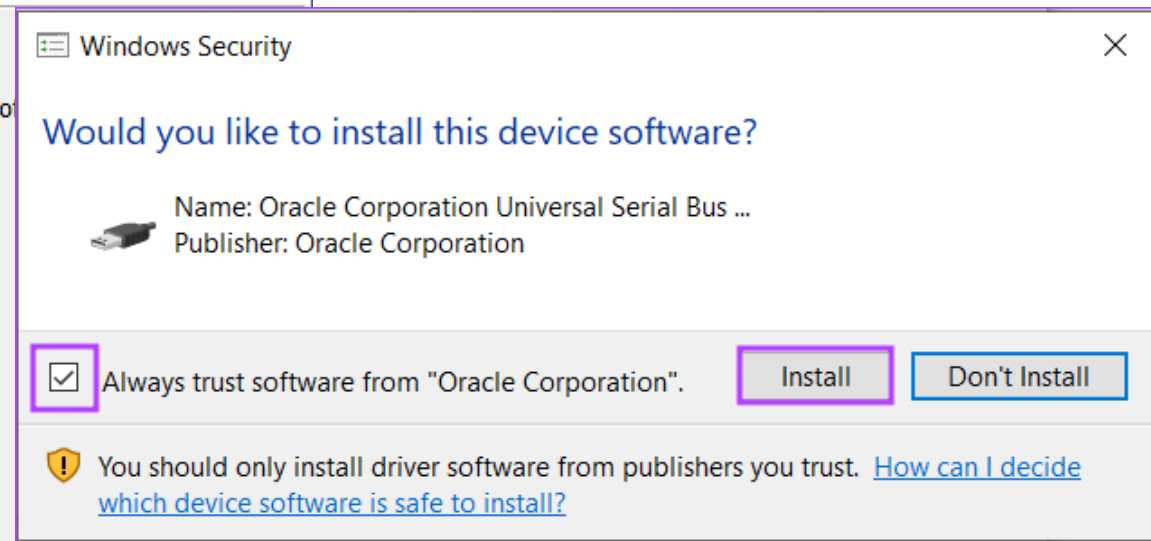 Windows Security
Would you like to install this device software?
Name: Oracle Corporation Universal Serial Bus ...
Publisher: Oracle Corporation
Always trust software from "Oracle Corporation".
Install
Don't Install
You should only install driver software from publishers you trust. How can I decide
which device software is safe to install?